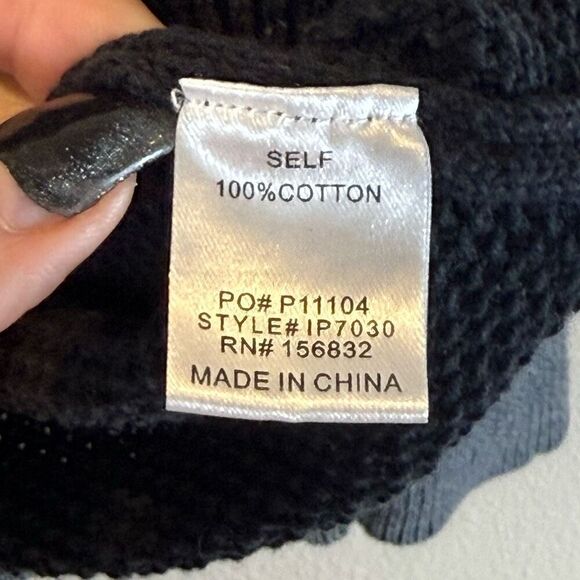 SELF
100%COTTON
PO# P11104
STYLE# IP7030
RN# 156832
MADE IN CHINA